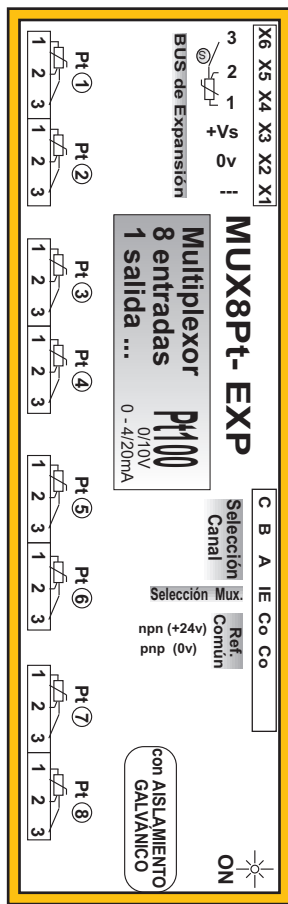 X6 X5 X4 X3 X2 X1
3 2 1 +Vs 0v ---
S
BUS de Expansión
MUX8Pt- EXP
Multiplexor
8 entradas
1 salida ...
Pt100
0/10V
0 - 4/20mA
C B A IE Co Co
Selección
Canal
Selección Mux.
Ref.
Común
npn (+24v)
pnp (0v)
ON
con AISLAMIENTO
GALVÁNICO
Pt 1 Pt 2 Pt 3 Pt 4 Pt 5 Pt 6 Pt 7 Pt 8
1 2 3 1 2 3 1 2 3 1 2 3 1 2 3 1 2 3 1 2 3 1 2 3